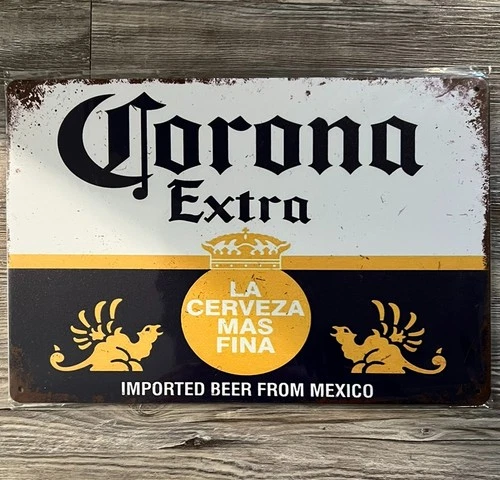 Corona
Extra
LA
CERVEZA
MAS
FINA
IMPORTED BEER FROM MEXICO